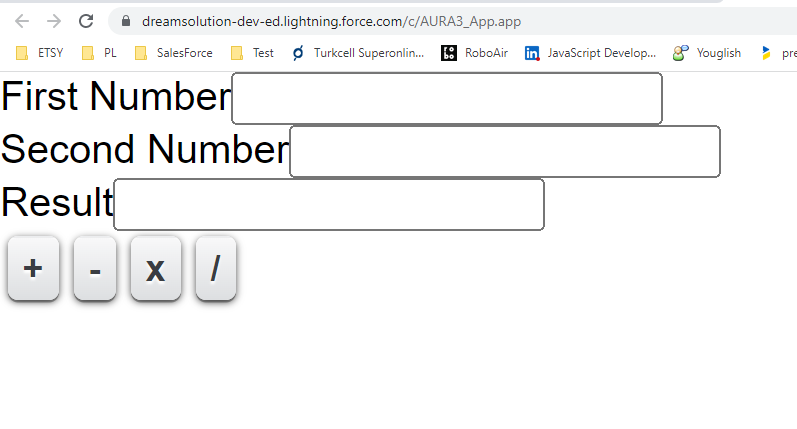 dreamsolution-dev-ed.lightning.force.com/c/AURA3_App.app
ETSY PL SalesForce Test Turkcell Superonlin... RoboAir JavaScript Develop... Youglish pre
First Number
Second Number
Result
+ - x /